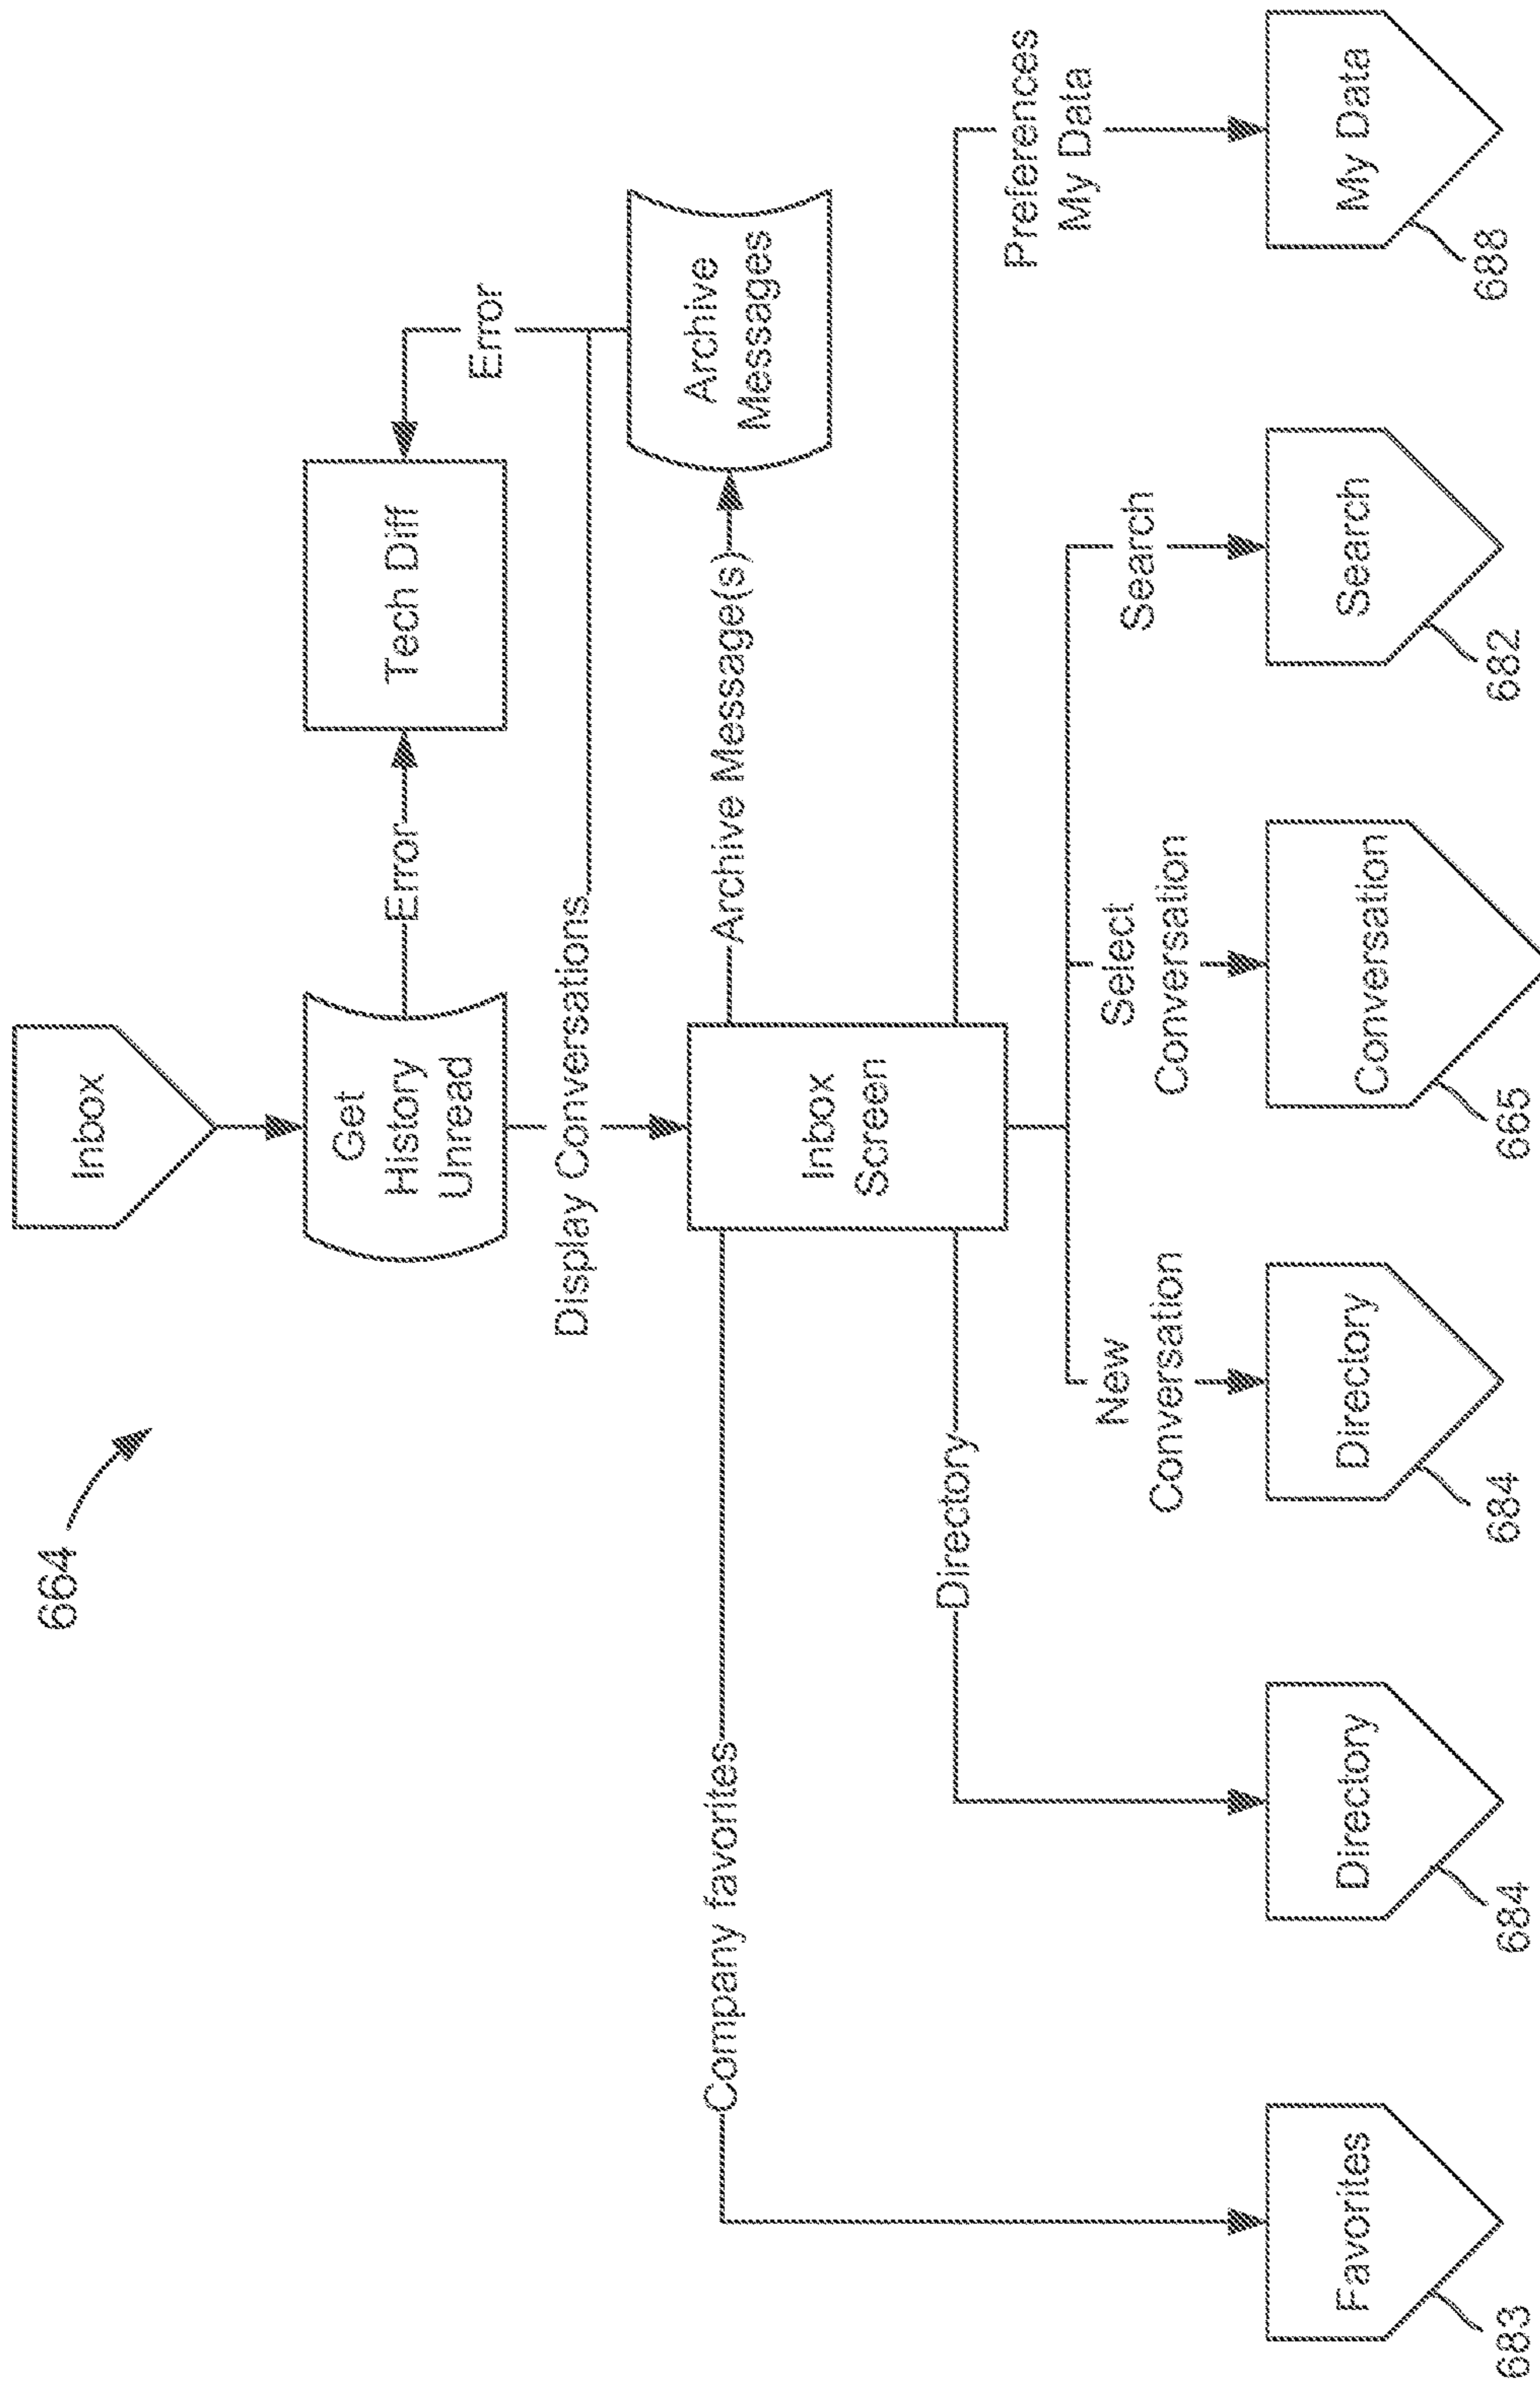 664
Inbox
Get
History
Unread
Error
Tech Diff
Error
Display Conversations
Archive
Messages
Archive Message(s)
Inbox
Screen
Company favorites
Directory
Preferences
My Data
New
Conversation
Select
Conversation
Search
Favorites
683
Directory
684
Directory
684
Conversation
665
Search
682
My Data
688